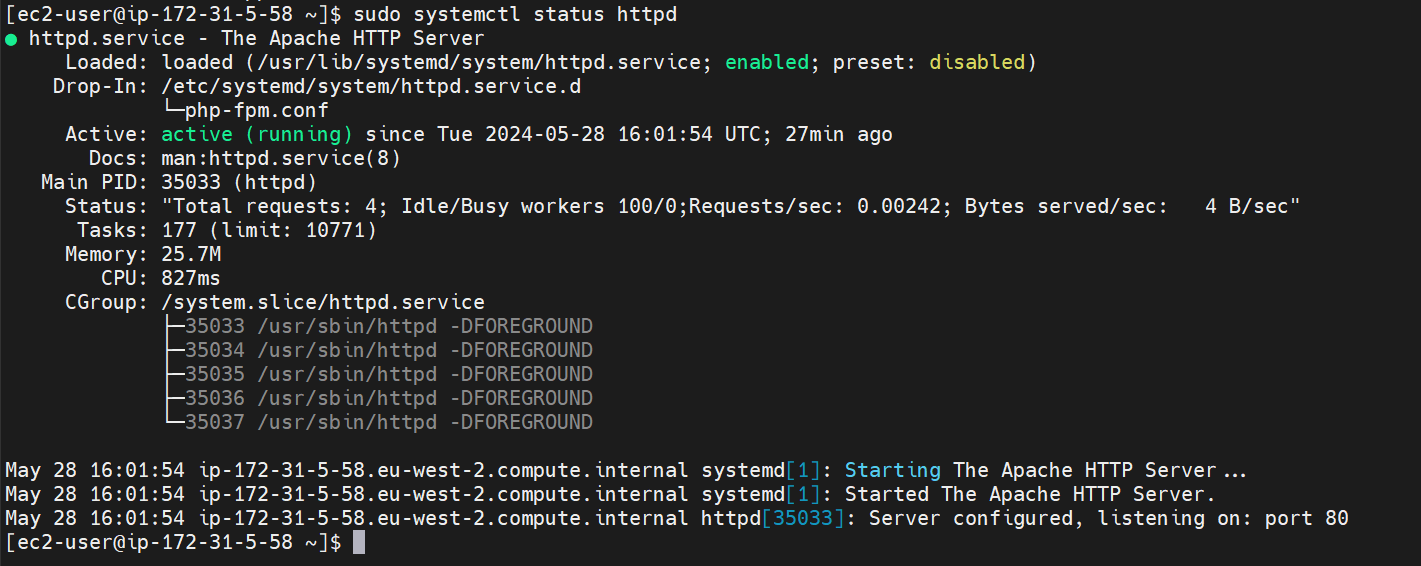 [ec2-user@ip-172-31-5-58 ~]$ sudo systemctl status httpd
● httpd.service - The Apache HTTP Server
     Loaded: loaded (/usr/lib/systemd/system/httpd.service; enabled; preset: disabled)
    Drop-In: /etc/systemd/system/httpd.service.d
             └─php-fpm.conf
     Active: active (running) since Tue 2024-05-28 16:01:54 UTC; 27min ago
       Docs: man:httpd.service(8)
   Main PID: 35033 (httpd)
     Status: "Total requests: 4; Idle/Busy workers 100/0;Requests/sec: 0.00242; Bytes served/sec:   4 B/sec"
      Tasks: 177 (limit: 10771)
     Memory: 25.7M
        CPU: 827ms
     CGroup: /system.slice/httpd.service
             ├─35033 /usr/sbin/httpd -DFOREGROUND
             ├─35034 /usr/sbin/httpd -DFOREGROUND
             ├─35035 /usr/sbin/httpd -DFOREGROUND
             ├─35036 /usr/sbin/httpd -DFOREGROUND
             └─35037 /usr/sbin/httpd -DFOREGROUND

May 28 16:01:54 ip-172-31-5-58.eu-west-2.compute.internal systemd[1]: Starting The Apache HTTP Server...
May 28 16:01:54 ip-172-31-5-58.eu-west-2.compute.internal systemd[1]: Started The Apache HTTP Server.
May 28 16:01:54 ip-172-31-5-58.eu-west-2.compute.internal httpd[35033]: Server configured, listening on: port 80
[ec2-user@ip-172-31-5-58 ~]$